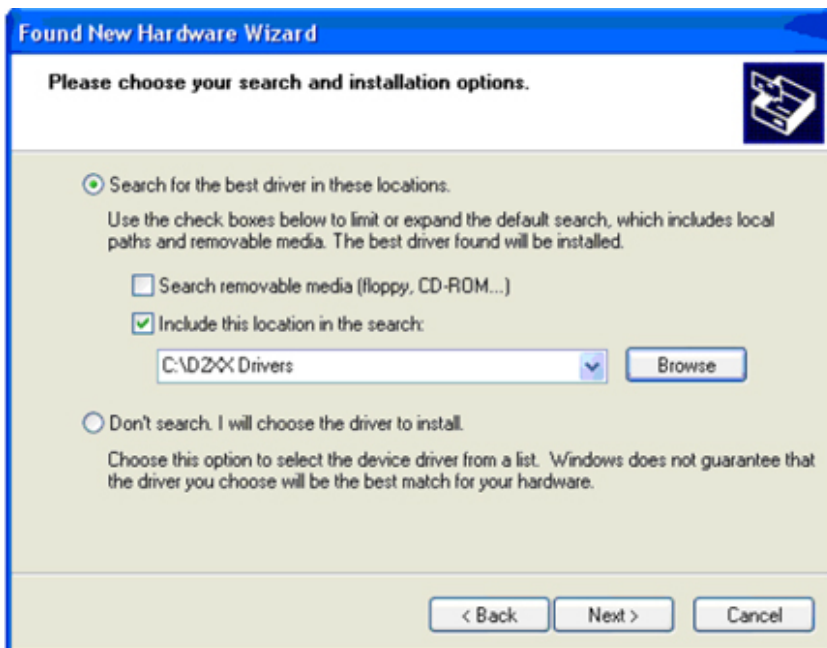 Found New Hardware Wizard
Please choose your search and installation options.
Search for the best driver in these locations.
Use the check boxes below to limit or expand the default search, which includes local
paths and removable media. The best driver found will be installed.
Search removable media (floppy, CD-ROM...)
Include this location in the search:
C:\D2XX Drivers
Browse
Don't search. I will choose the driver to install.
Choose this option to select the device driver from a list. Windows does not guarantee that
the driver you choose will be the best match for your hardware.
< Back Next > Cancel